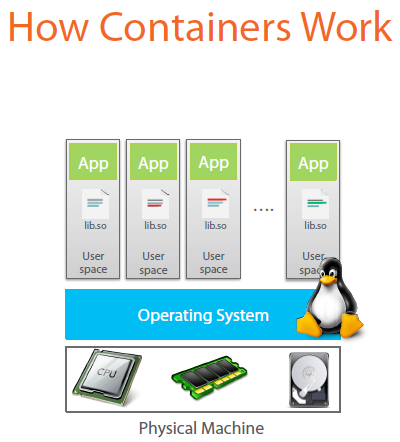 How Containers Work
App App App App
lib.so lib.so lib.so .... lib.so
User User User User
space space space space
Operating System
CPU
Physical Machine